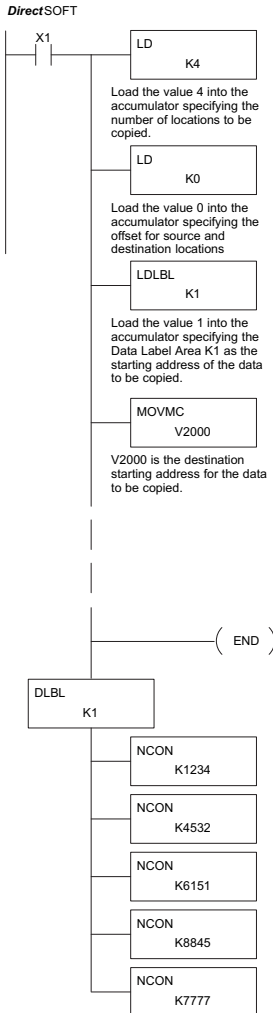 DirectSOFT
X1
LD
K4
Load the value 4 into the
accumulator specifying the
number of locations to be
copied.
LD
K0
Load the value 0 into the
accumulator specifying the
offset for source and
destination locations
LDLBL
K1
Load the value 1 into the
accumulator specifying the
Data Label Area K1 as the
starting address of the data
to be copied.
MOVMC
V2000
V2000 is the destination
starting address for the data
to be copied.
END
DLBL
K1
NCON
K1234
NCON
K4532
NCON
K6151
NCON
K8845
NCON
K7777